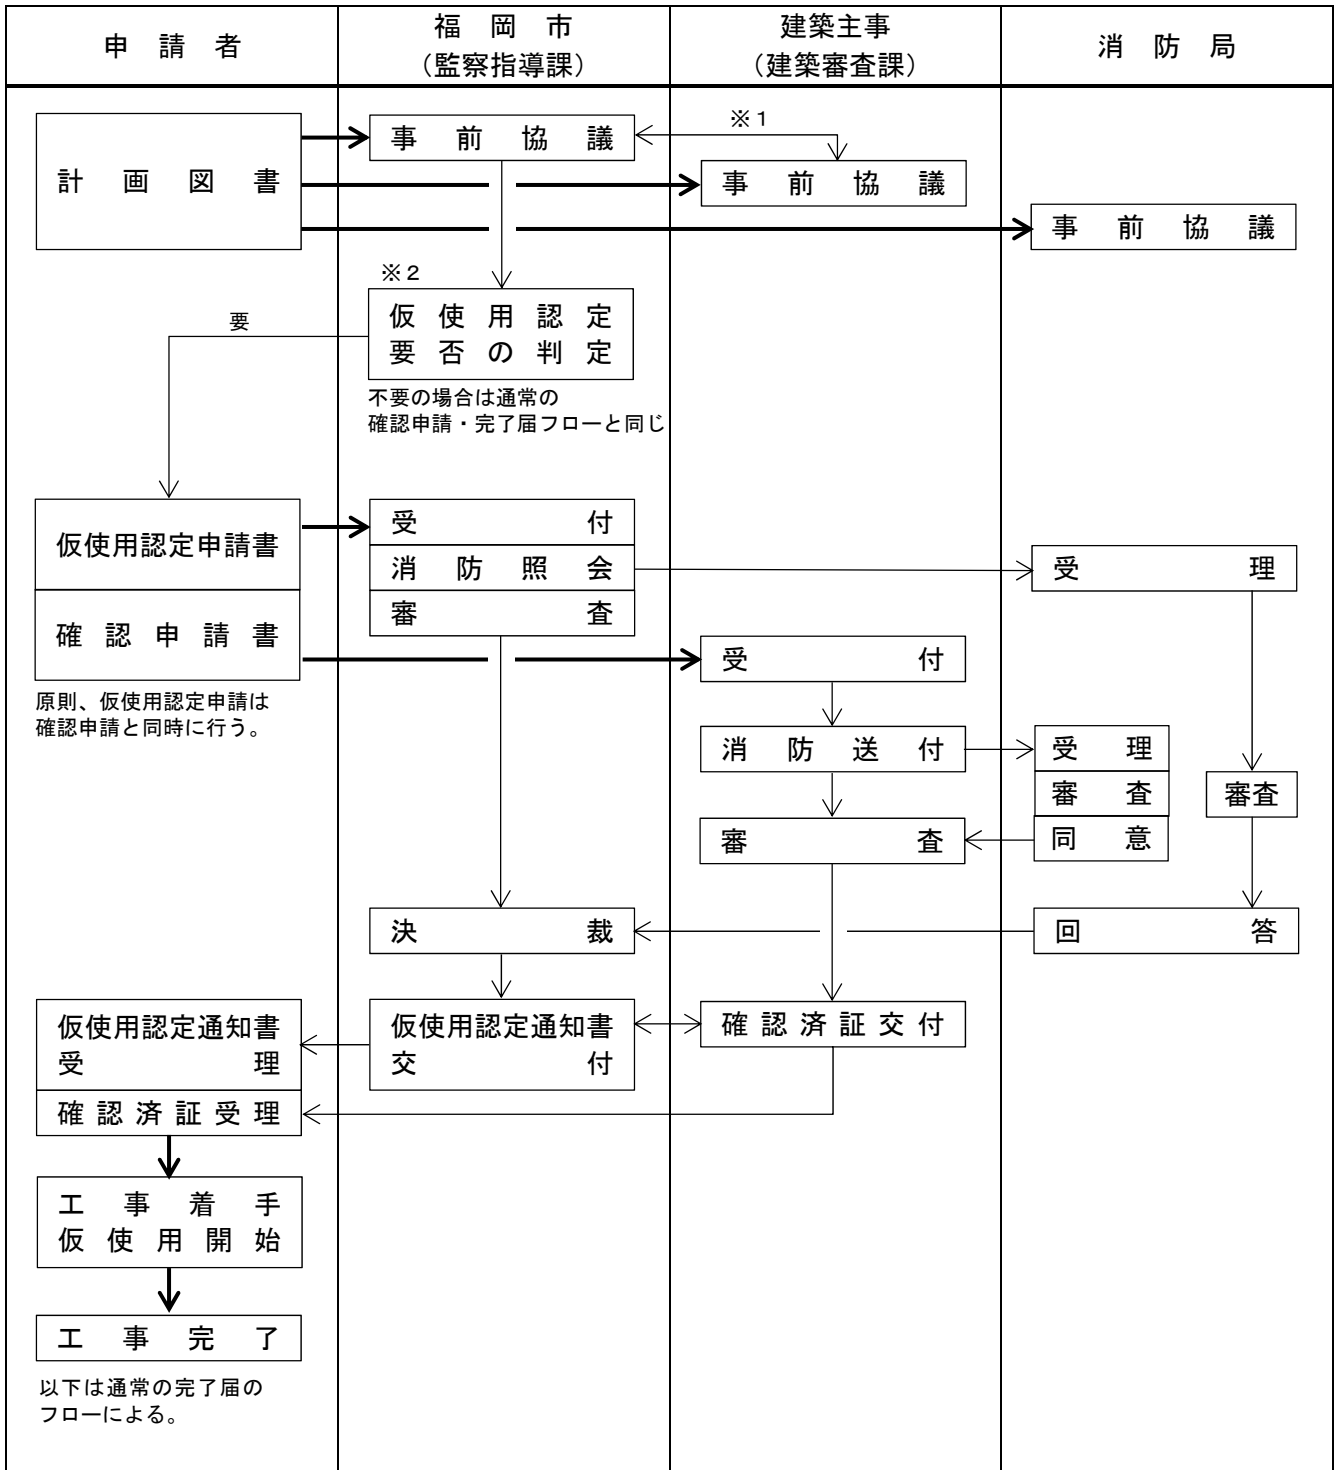 申請者
福岡市
（監察指導課）
建築主事
（建築審査課）
消防局
計画図書
事前協議
※１
事前協議
事前協議
※２
仮使用認定
要否の判定
要
不要の場合は通常の
確認申請・完了届フローと同じ
仮使用認定申請書
確認申請書
原則、仮使用認定申請は
確認申請と同時に行う。
受付
消防照会
審査
受理
受付
消防送付
受理
審査
同意
審査
審査
決裁
回答
仮使用認定通知書
受理
確認済証受理
仮使用認定通知書
交付
確認済証交付
工事着手
仮使用開始
工事完了
以下は通常の完了届の
フローによる。